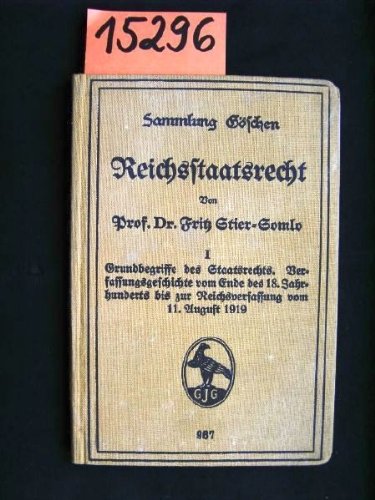 15296
Sammlung Göschen
Reichsstaatsrecht
Von
Prof. Dr. Fritz Stier-Somlo
I
Grundbegriffe des Staatsrechts. Ver-
fassungsgeschichte vom Ende des 18. Jahr-
hunderts bis zur Reichsverfassung vom
11. August 1919
GJG
967